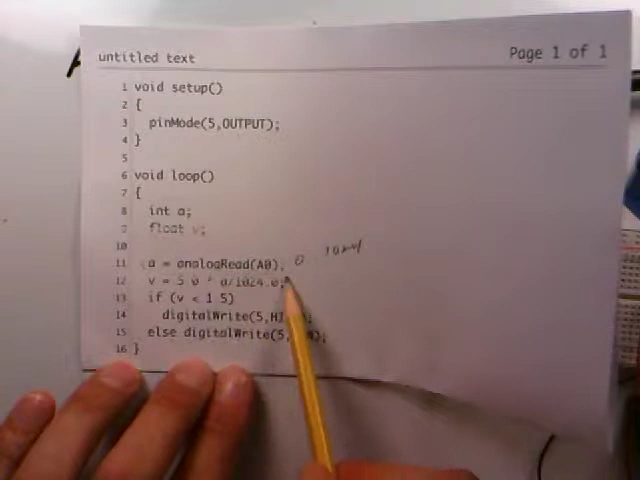 untitled text Page 1 of 1
1 void setup()
2 {
3 pinMode(5,OUTPUT);
4 }
5
6 void loop()
7 {
8 int a;
9 float v;
10
11 a = analogRead(A0); 0
12 v = 5.0 * a/1024.0;
13 if (v < 1.5)
14 digitalWrite(5,HI
15 else digitalWrite(5,
16 }